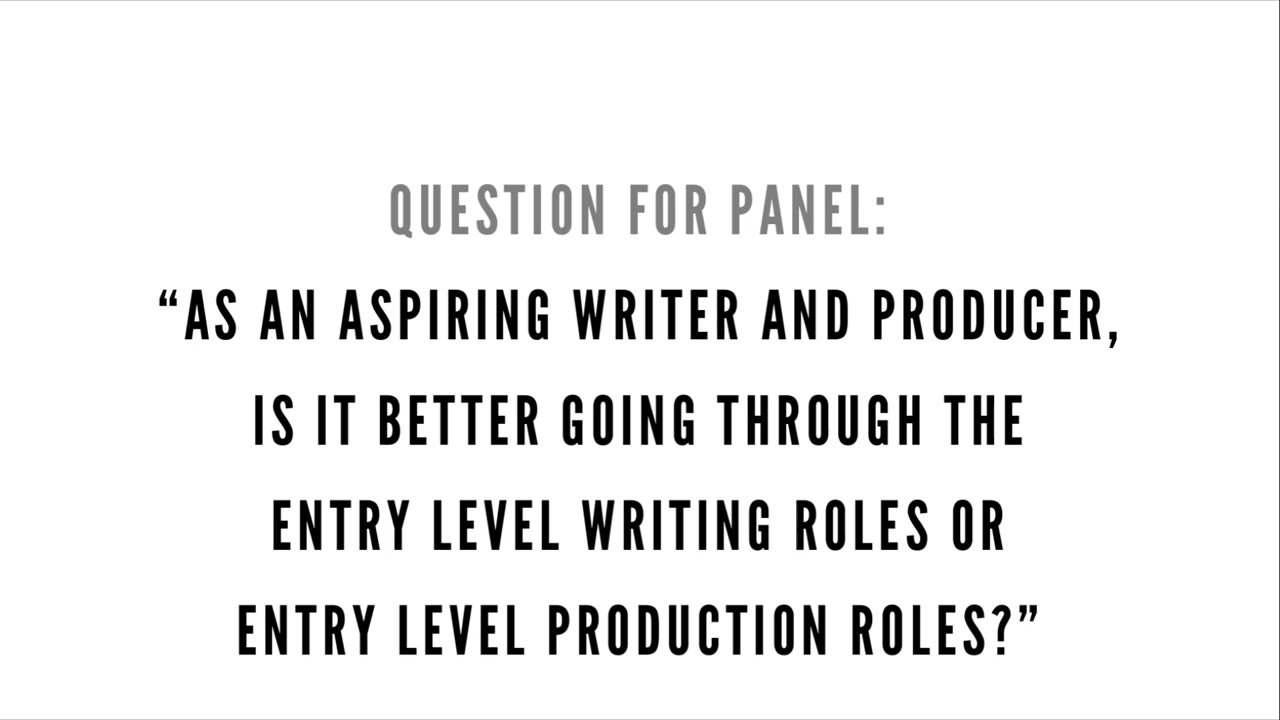 QUESTION FOR PANEL:
“AS AN ASPIRING WRITER AND PRODUCER,
IS IT BETTER GOING THROUGH THE
ENTRY LEVEL WRITING ROLES OR
ENTRY LEVEL PRODUCTION ROLES?”